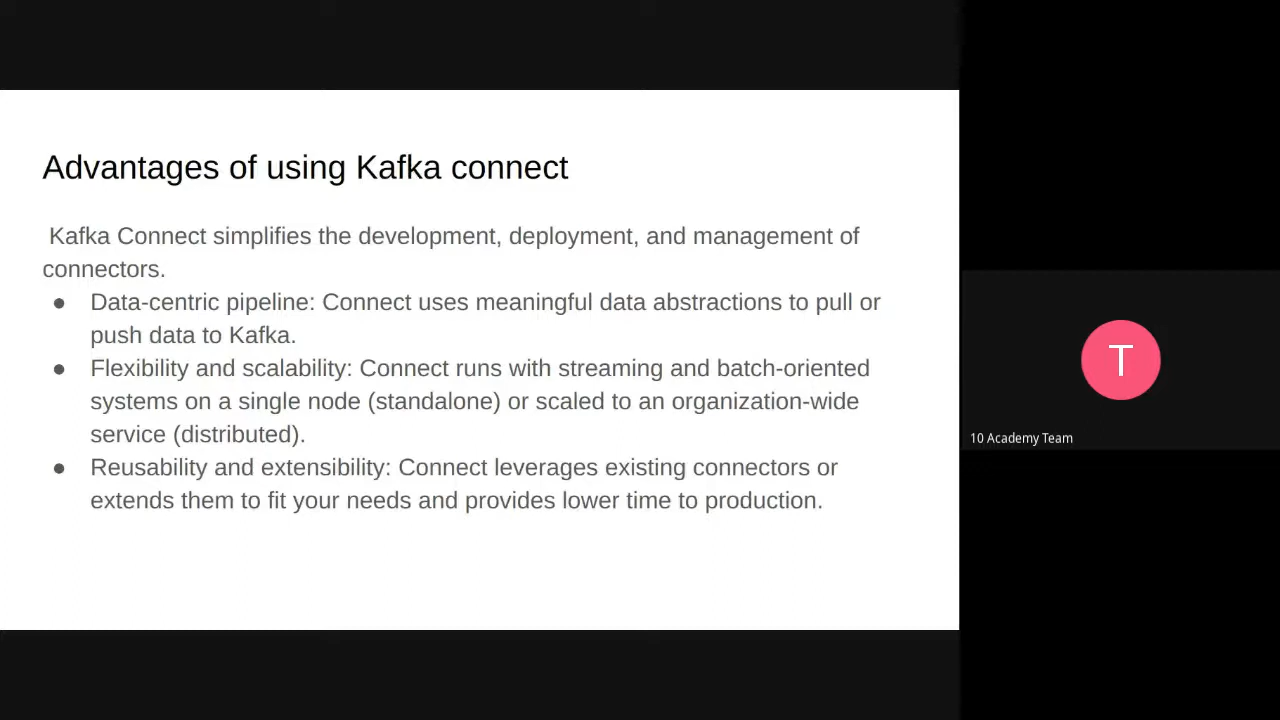 Advantages of using Kafka connect
Kafka Connect simplifies the development, deployment, and management of
connectors.
● Data-centric pipeline: Connect uses meaningful data abstractions to pull or
push data to Kafka.
● Flexibility and scalability: Connect runs with streaming and batch-oriented
systems on a single node (standalone) or scaled to an organization-wide
service (distributed).
● Reusability and extensibility: Connect leverages existing connectors or
extends them to fit your needs and provides lower time to production.
T
10 Academy Team